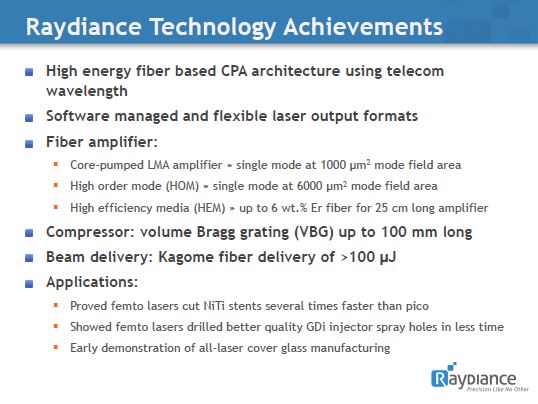 Raydiance Technology Achievements
High energy fiber based CPA architecture using telecom
wavelength
Software managed and flexible laser output formats
Fiber amplifier:
Core-pumped LMA amplifier » single mode at 1000 µm² mode field area
High order mode (HOM) » single mode at 6000 µm² mode field area
High efficiency media (HEM) » up to 6 wt.% Er fiber for 25 cm long amplifier
Compressor: volume Bragg grating (VBG) up to 100 mm long
Beam delivery: Kagome fiber delivery of >100 µJ
Applications:
Proved femto lasers cut NiTi stents several times faster than pico
Showed femto lasers drilled better quality GDi injector spray holes in less time
Early demonstration of all-laser cover glass manufacturing
RAYDIANCE
Precision Like No Other